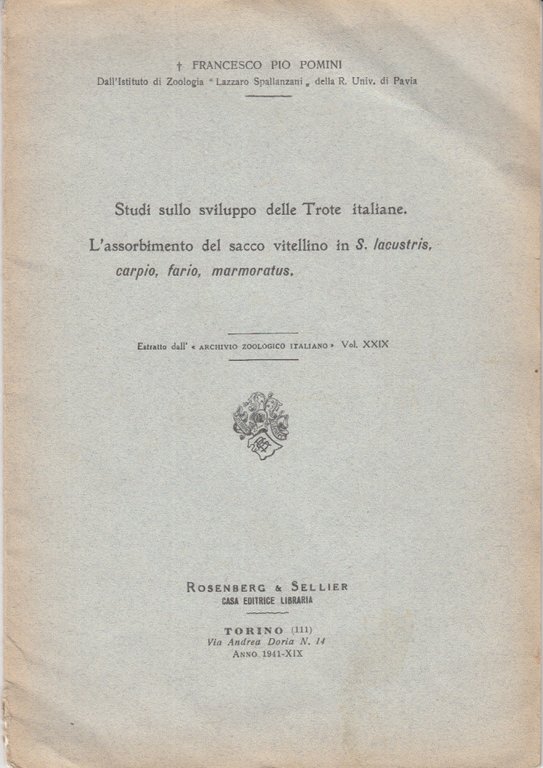 † FRANCESCO PIO POMINI
Dall'Istituto di Zoologia " Lazzaro Spallanzani „ della R. Univ. di Pavia
Studi sullo sviluppo delle Trote italiane.
L'assorbimento del sacco vitellino in S. lacustris,
carpio, fario, marmoratus.
Estratto dall' « ARCHIVIO ZOOLOGICO ITALIANO » Vol. XXIX
ROSENBERG & SELLIER
CASA EDITRICE LIBRARIA
TORINO (111)
Via Andrea Doria N. 14
ANNO 1941-XIX